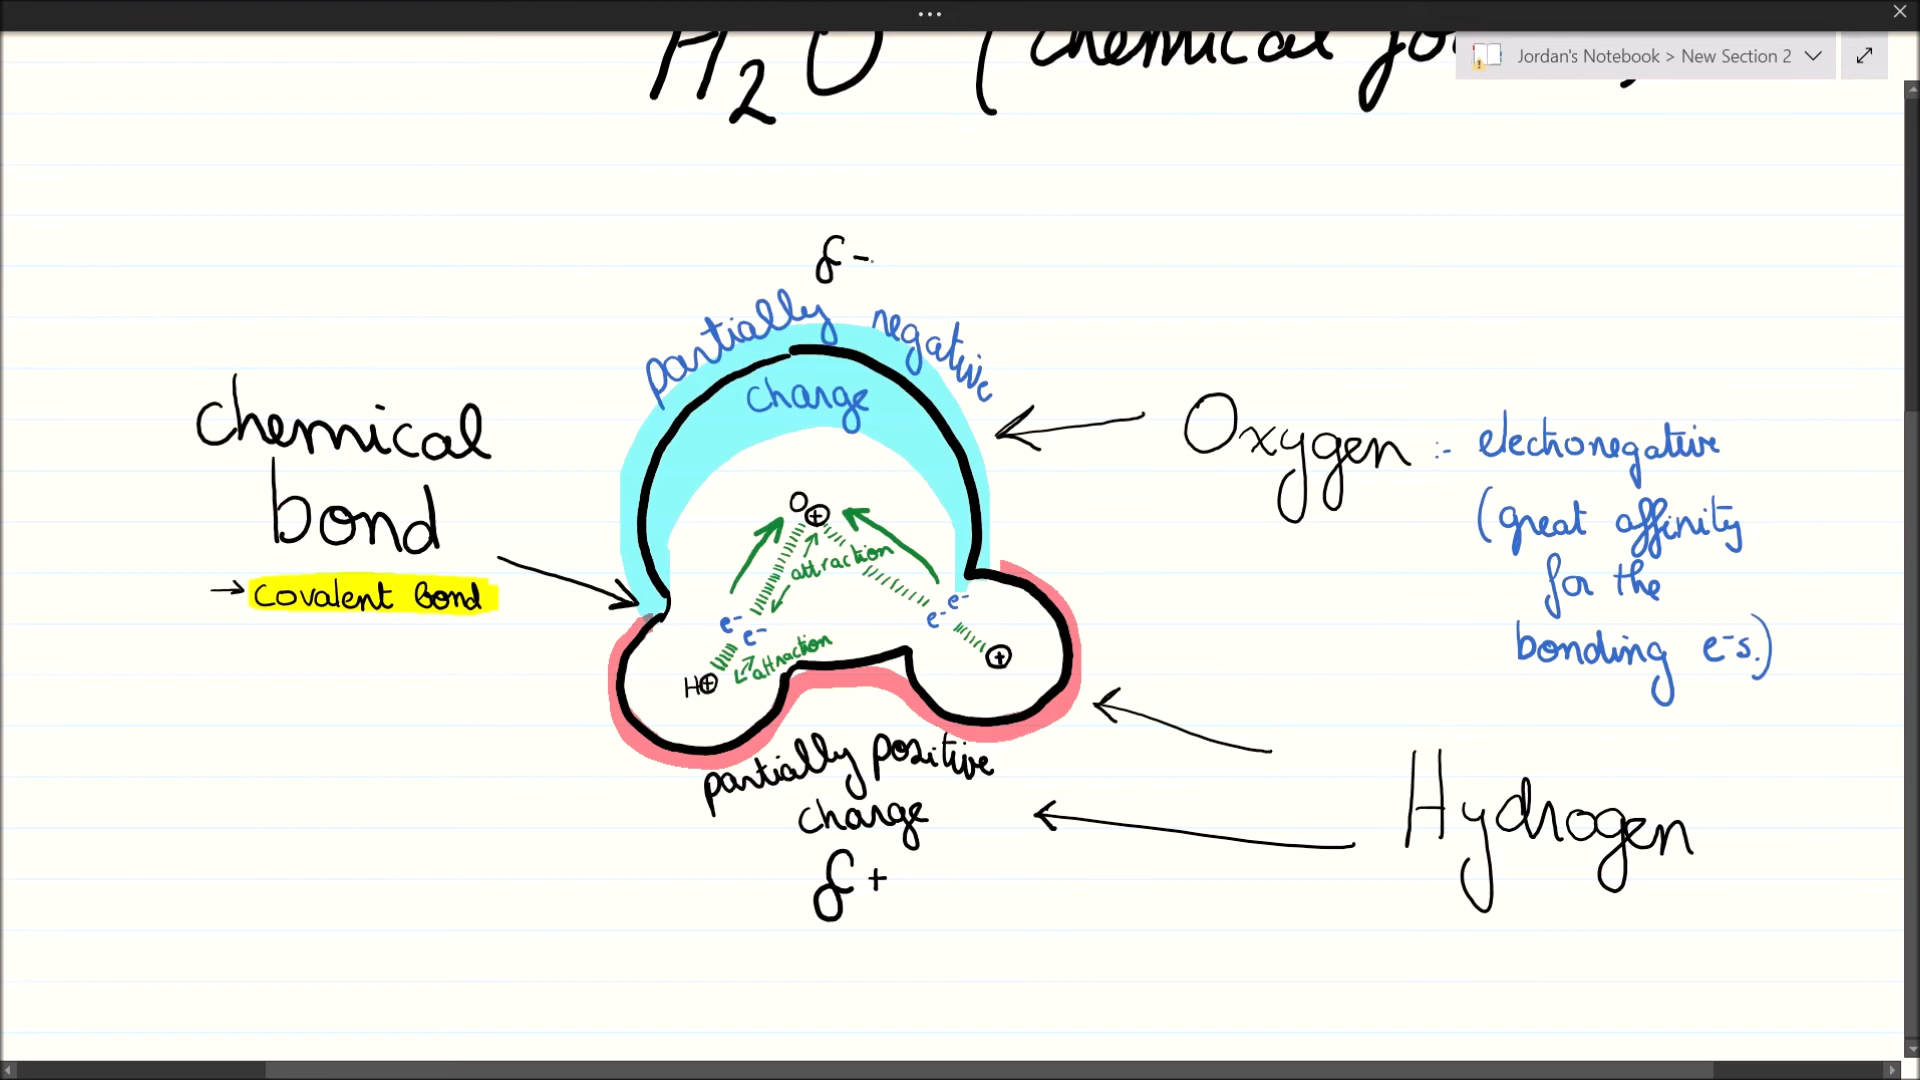 Jordan's Notebook > New Section 2
H2O (chemical
δ -
partially negative
charge
chemical
bond
→ covalent bond
Oxygen :- electronegative
(great affinity
for the
bonding e-s.)
O
+
attraction
e-
e-
e-
e-
attraction
H+
+
partially positive
charge
δ +
Hydrogen